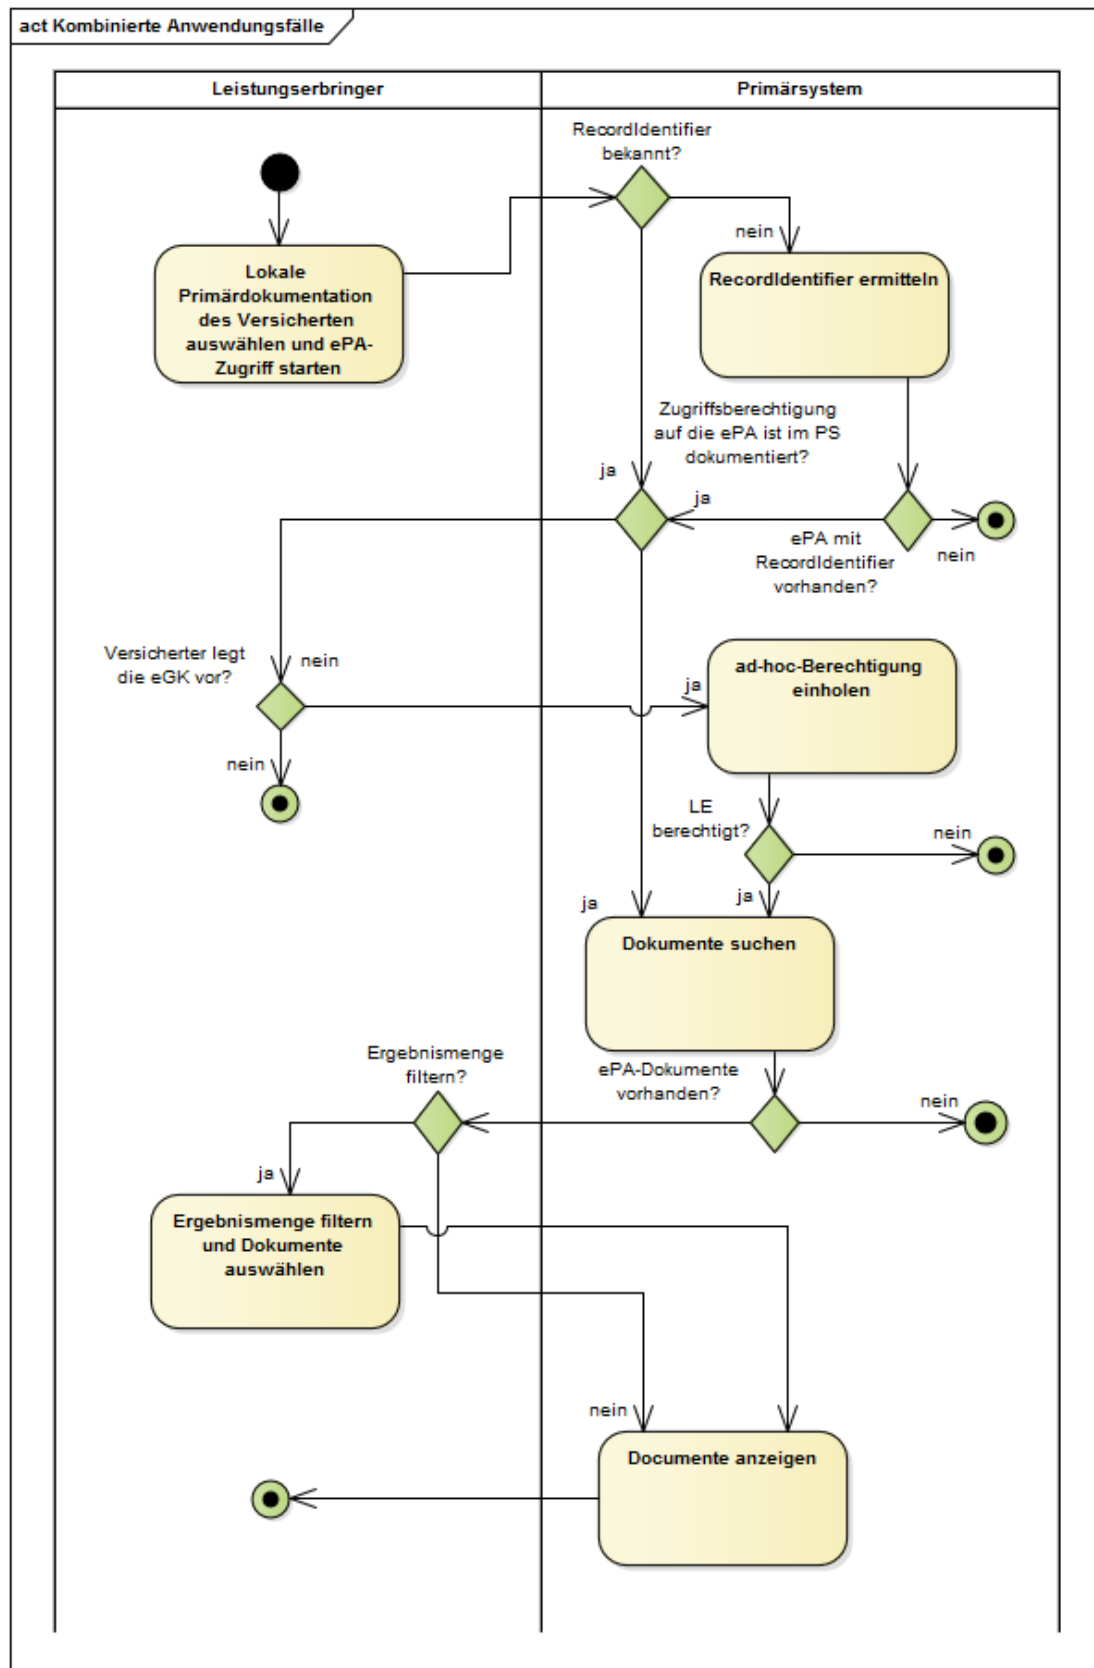 act Kombinierte Anwendungsfälle
Leistungserbringer
Primärsystem
RecordIdentifier
bekannt?
nein
Lokale
Primärdokumentation
des Versicherten
auswählen und ePA-
Zugriff starten
RecordIdentifier ermitteln
Zugriffsberechtigung
auf die ePA ist im PS
dokumentiert?
ja
ja
ePA mit
RecordIdentifier
vorhanden?
nein
Versicherter legt
die eGK vor?
nein
ja
ad-hoc-Berechtigung
einholen
nein
LE
berechtigt?
nein
ja
ja
Dokumente suchen
Ergebnismenge
filtern?
ePA-Dokumente
vorhanden?
nein
ja
Ergebnismenge filtern
und Dokumente
auswählen
nein
Documente anzeigen